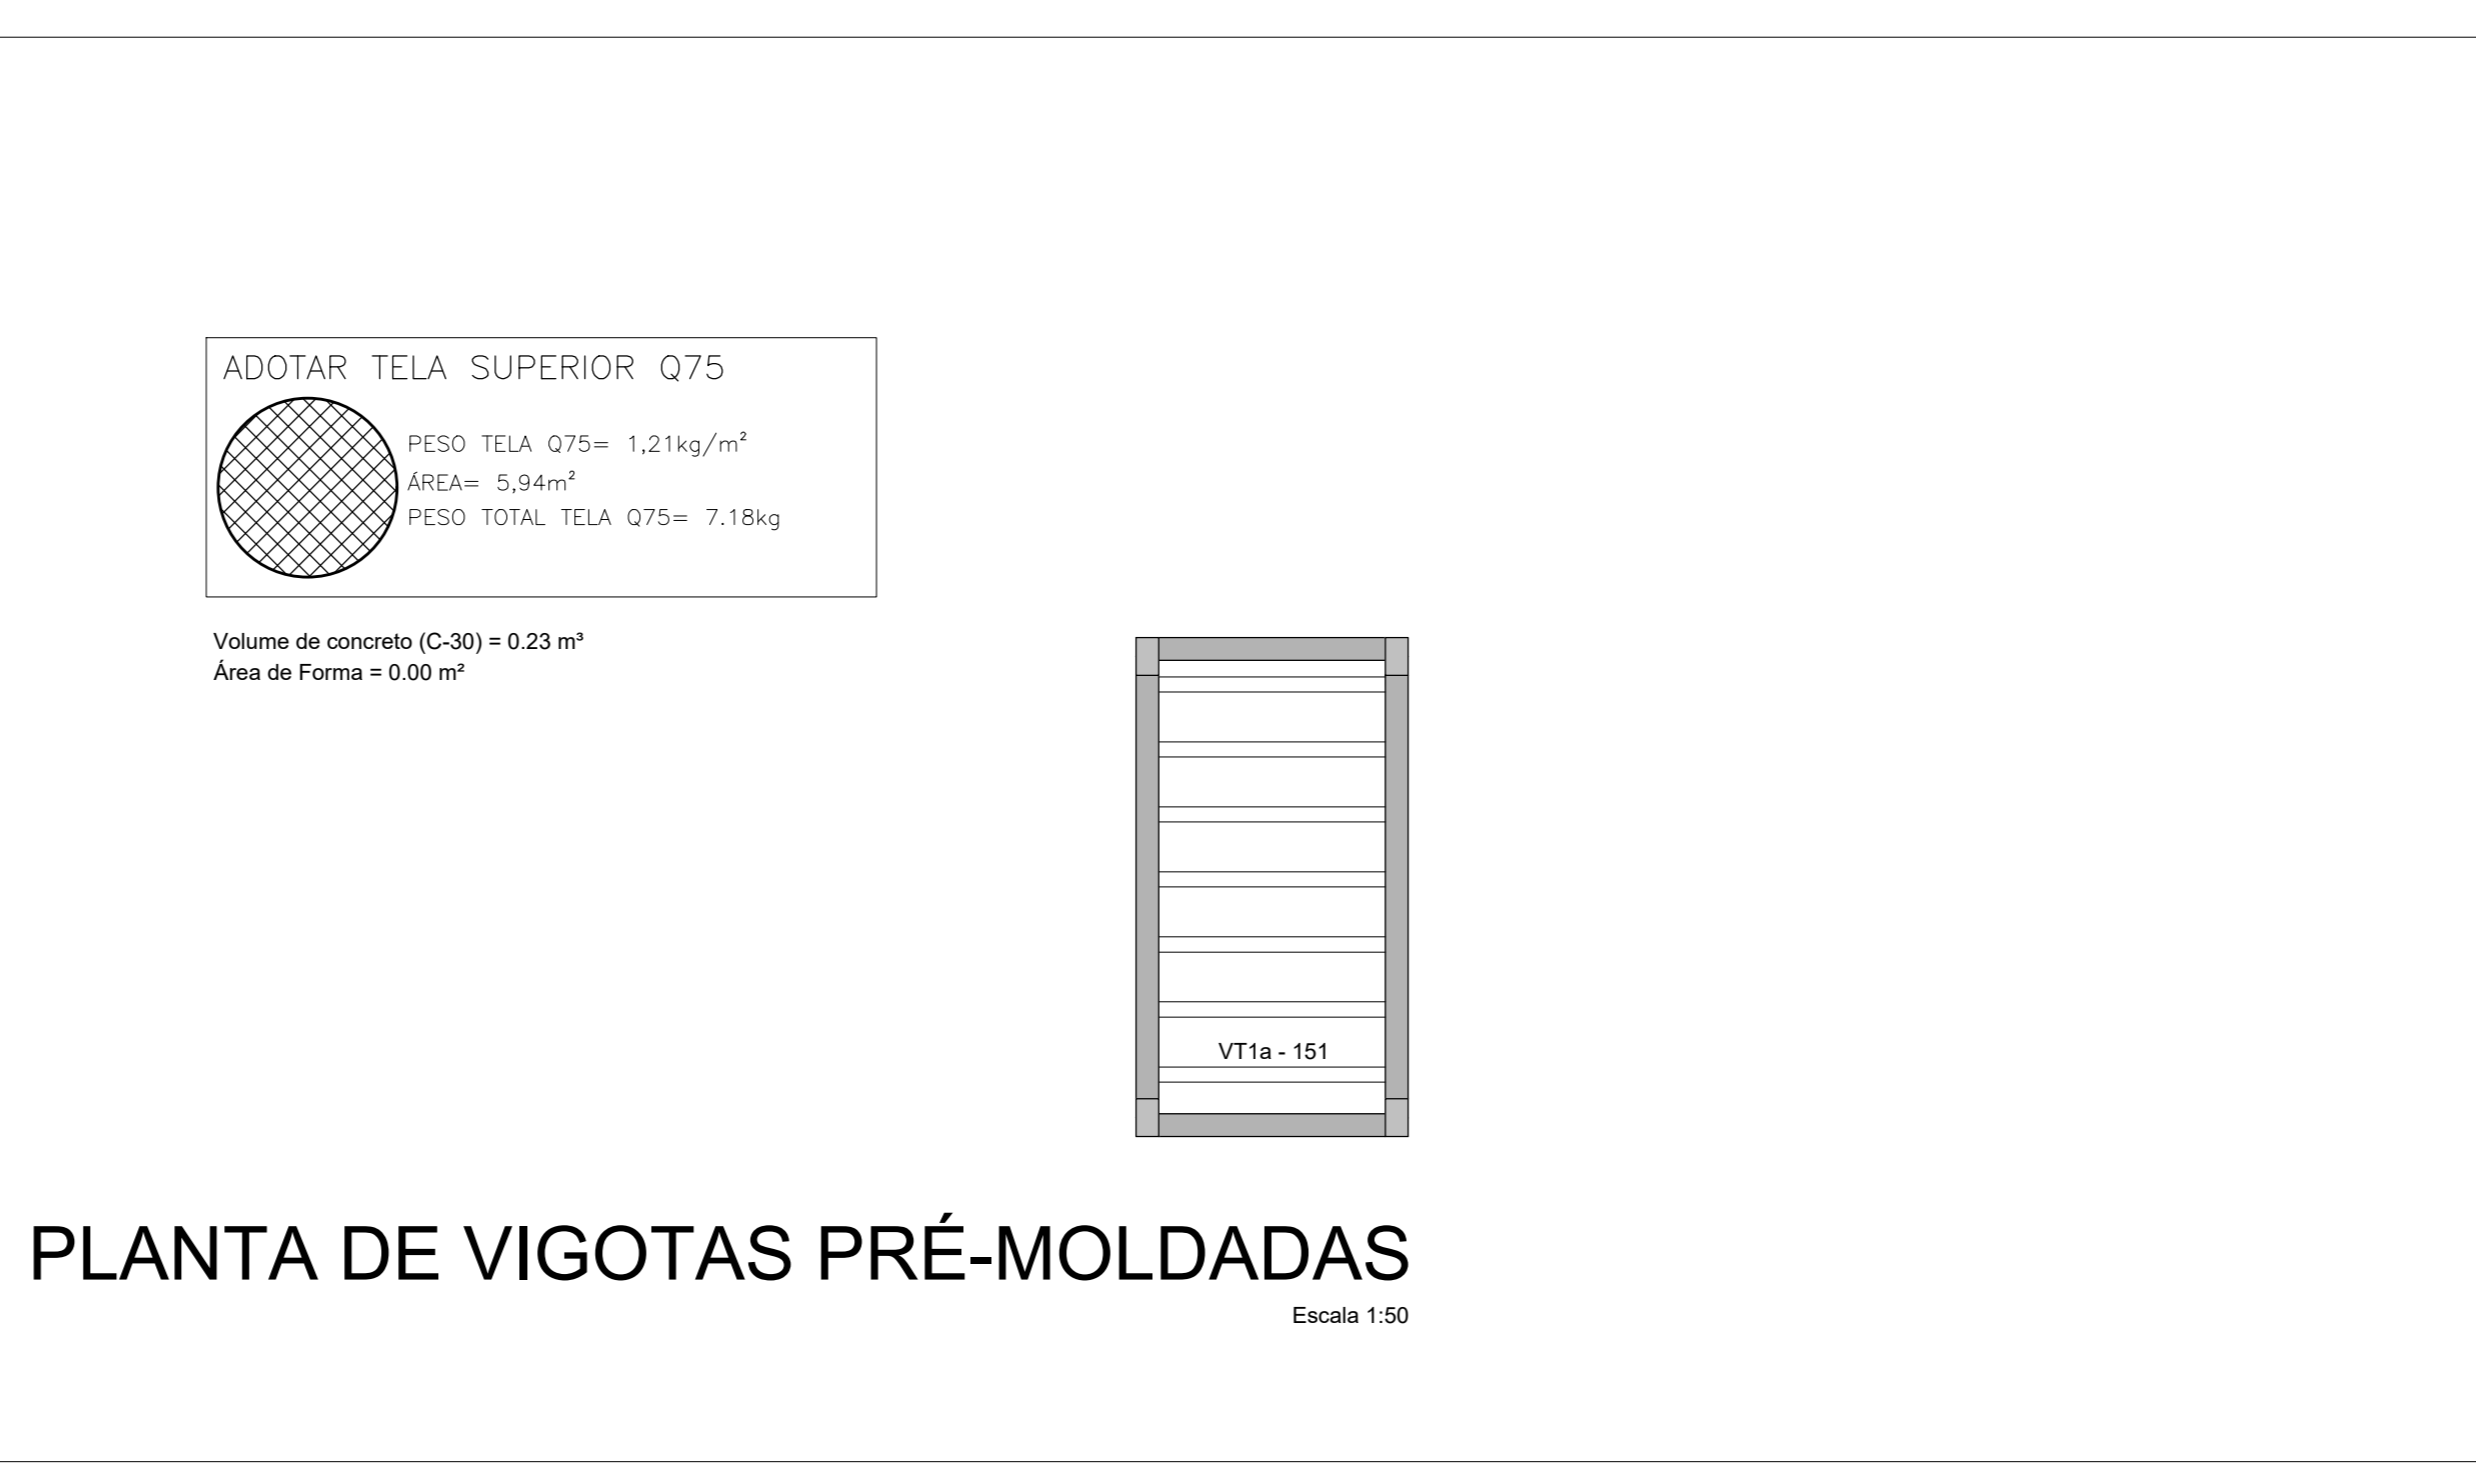 ADOTAR TELA SUPERIOR Q75
PESO TELA Q75= 1,21kg/m²
ÁREA= 5,94m²
PESO TOTAL TELA Q75= 7.18kg
Volume de concreto (C-30) = 0.23 m³
Área de Forma = 0.00 m²
VT1a - 151
PLANTA DE VIGOTAS PRÉ-MOLDADAS
Escala 1:50